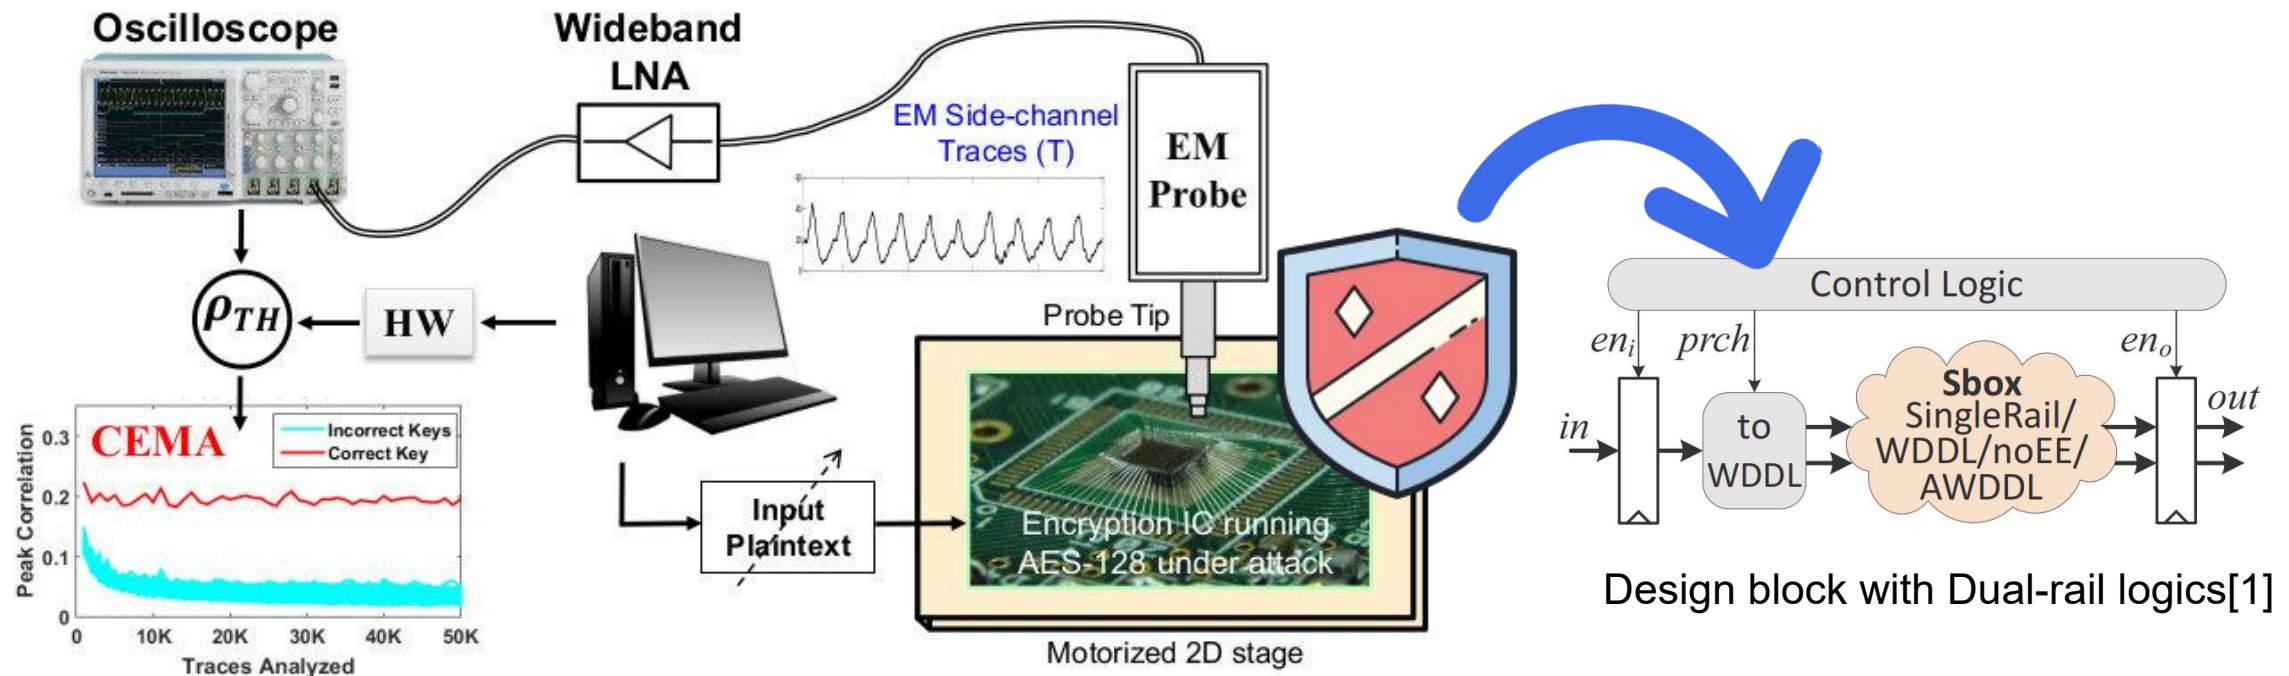 Oscilloscope
Wideband
LNA
EM Side-channel
Traces (T)
EM
Probe
ρTH
HW
Probe Tip
CEMA
Incorrect Keys
Correct Key
Peak Correlation
0.3
0.2
0.1
0
0
10K
20K
30K
40K
50K
Traces Analyzed
Input
Plaintext
Encryption IC running
AES-128 under attack
Motorized 2D stage
Control Logic
eni
prch
eno
in
to
WDDL
Sbox
SingleRail/
WDDL/noEE/
AWDDL
out
Design block with Dual-rail logics[1]